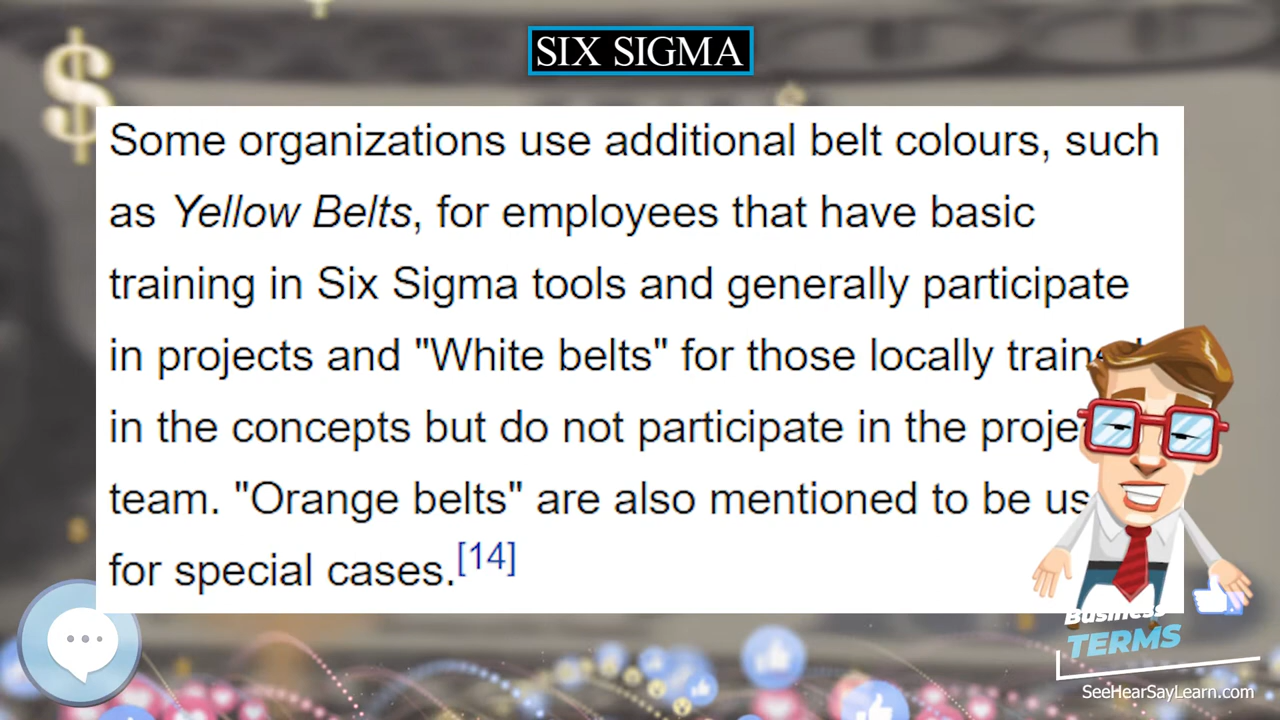 SIX SIGMA
Some organizations use additional belt colours, such
as Yellow Belts, for employees that have basic
training in Six Sigma tools and generally participate
in projects and "White belts" for those locally
in the concepts but do not participate in the
team. "Orange belts" are also mentioned to be
for special cases.[14]
Business
TERMS
SeeHearSayLearn.com